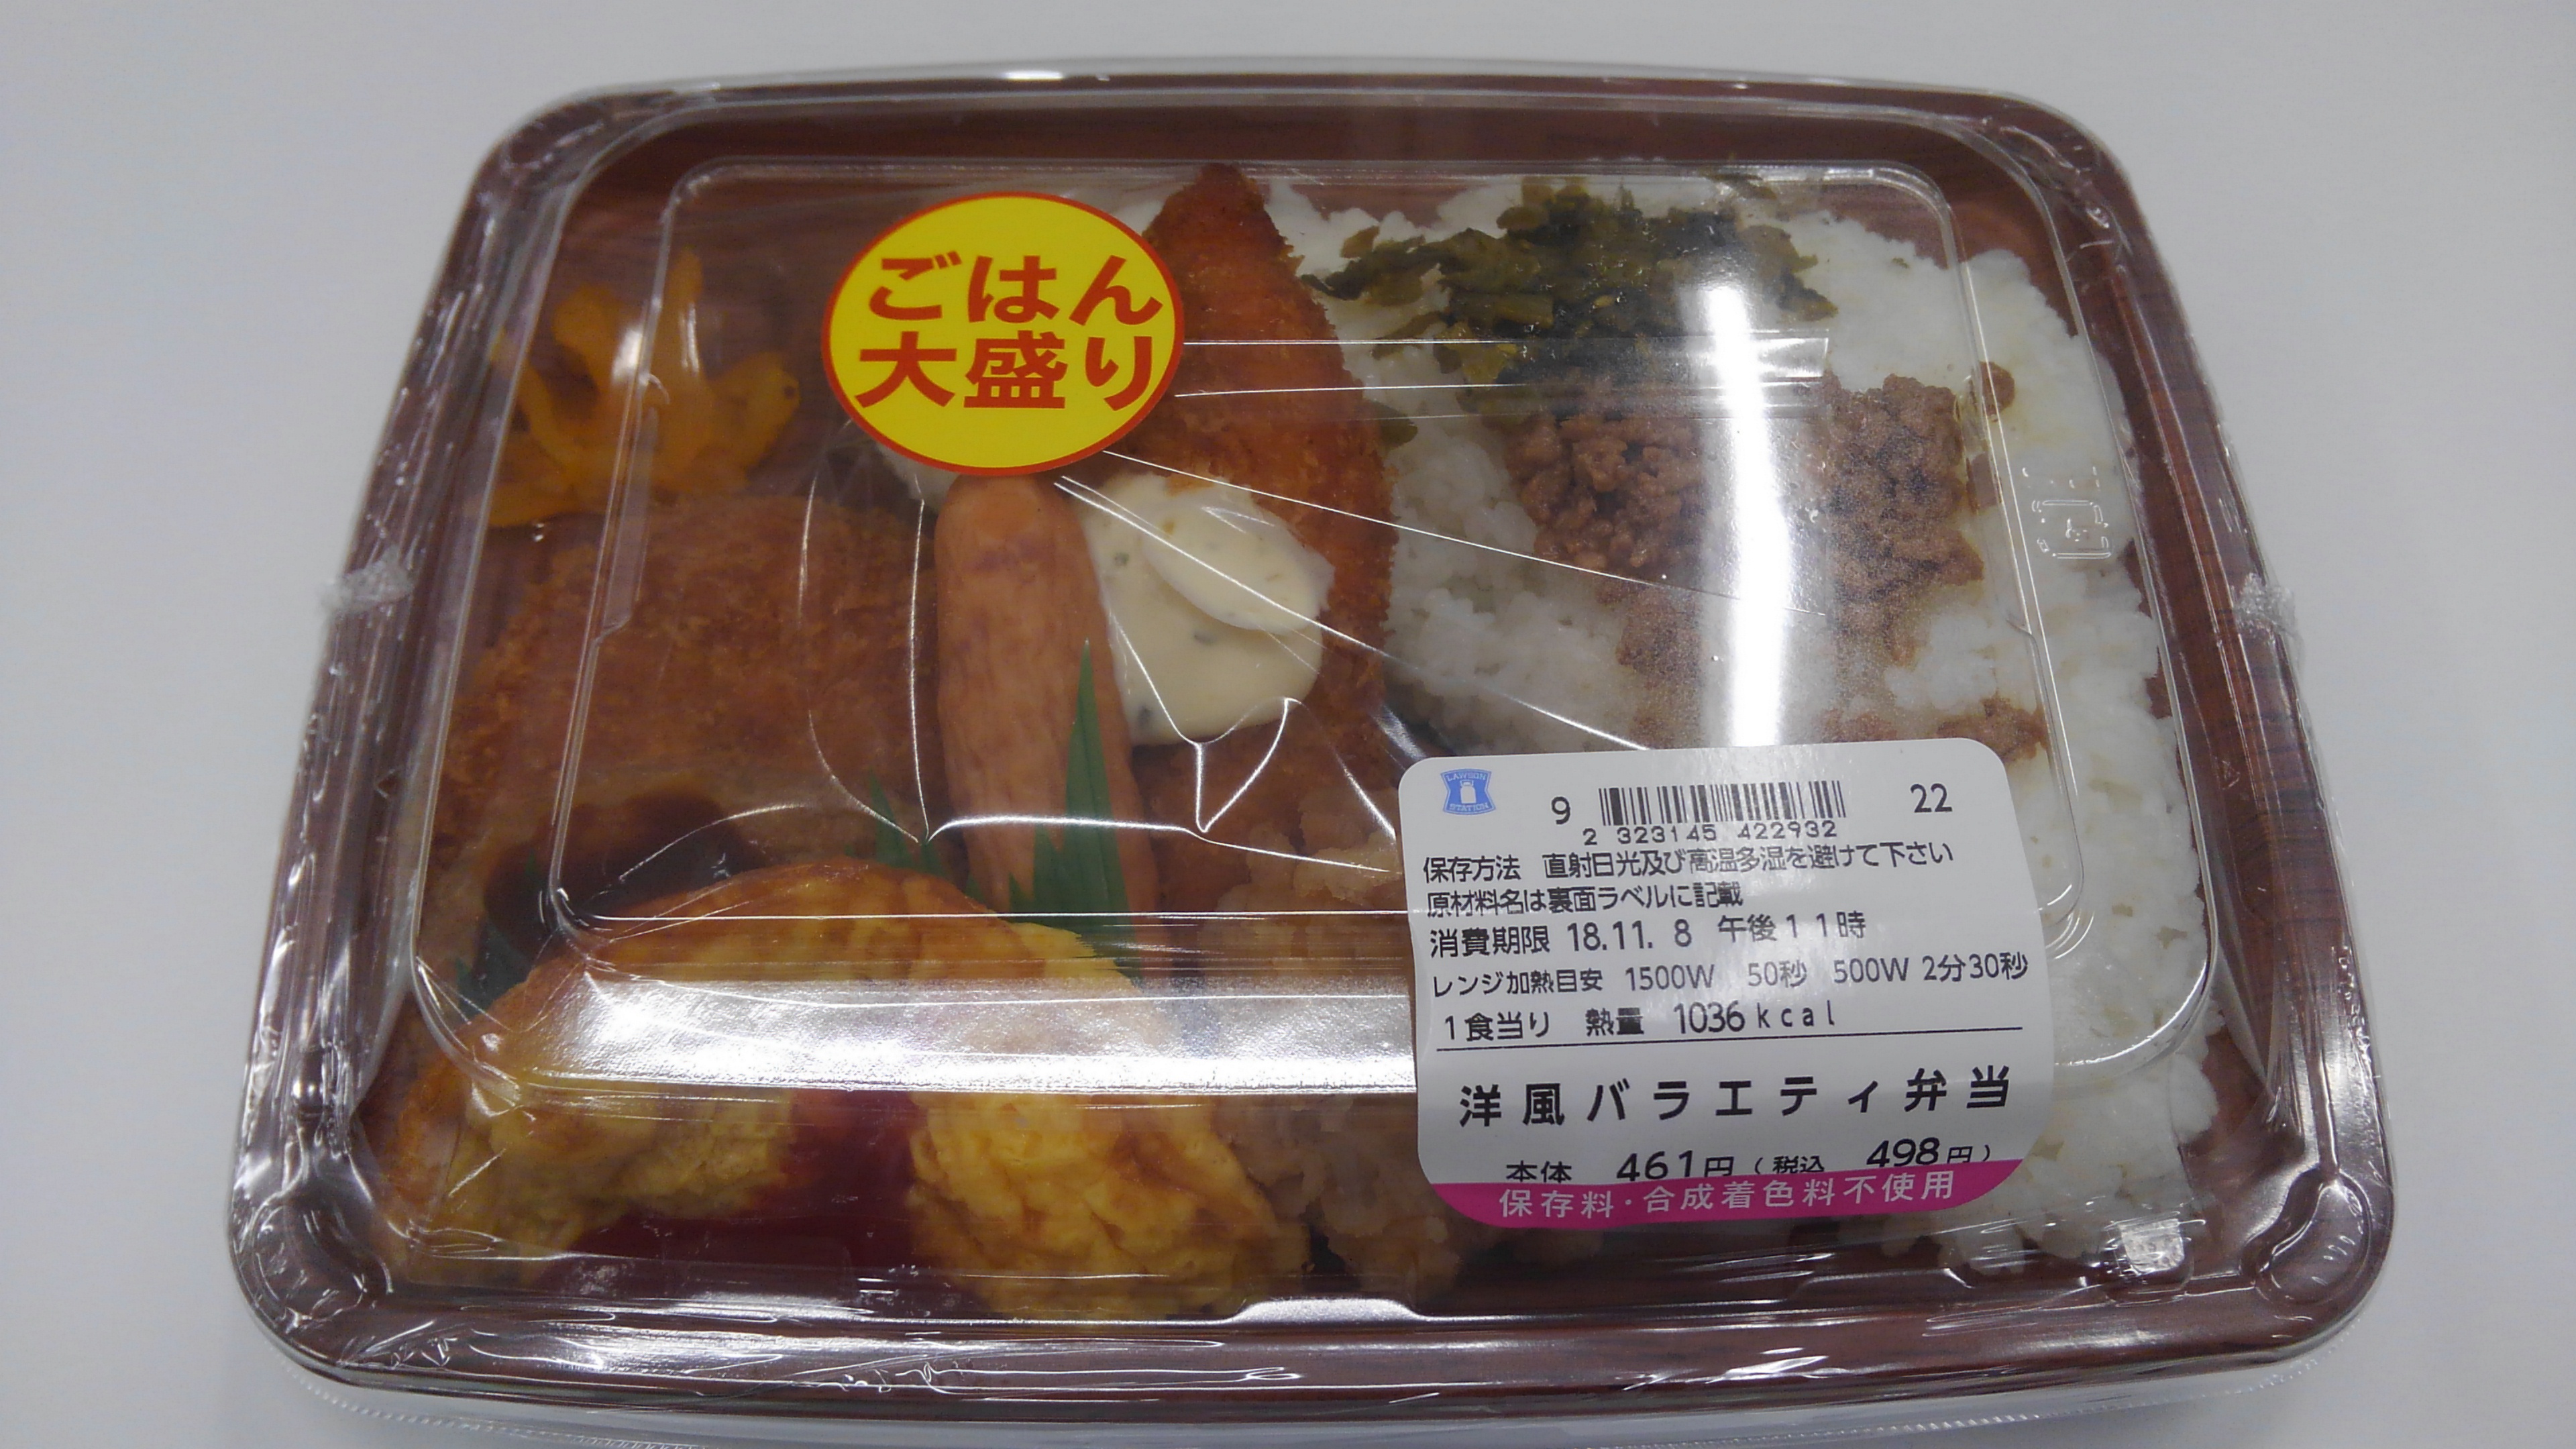 ごはん
大盛り
LAWSON
STATION
9 22
2 323145 422932
保存方法 直射日光及び高温多湿を避けて下さい
原材料名は裏面ラベルに記載
消費期限 18.11. 8 午後11時
レンジ加熱目安 1500W 50秒 500W 2分30秒
1食当り 熱量 1036kcal
洋風バラエティ弁当
本体 461円(税込 498円)
保存料・合成着色料不使用